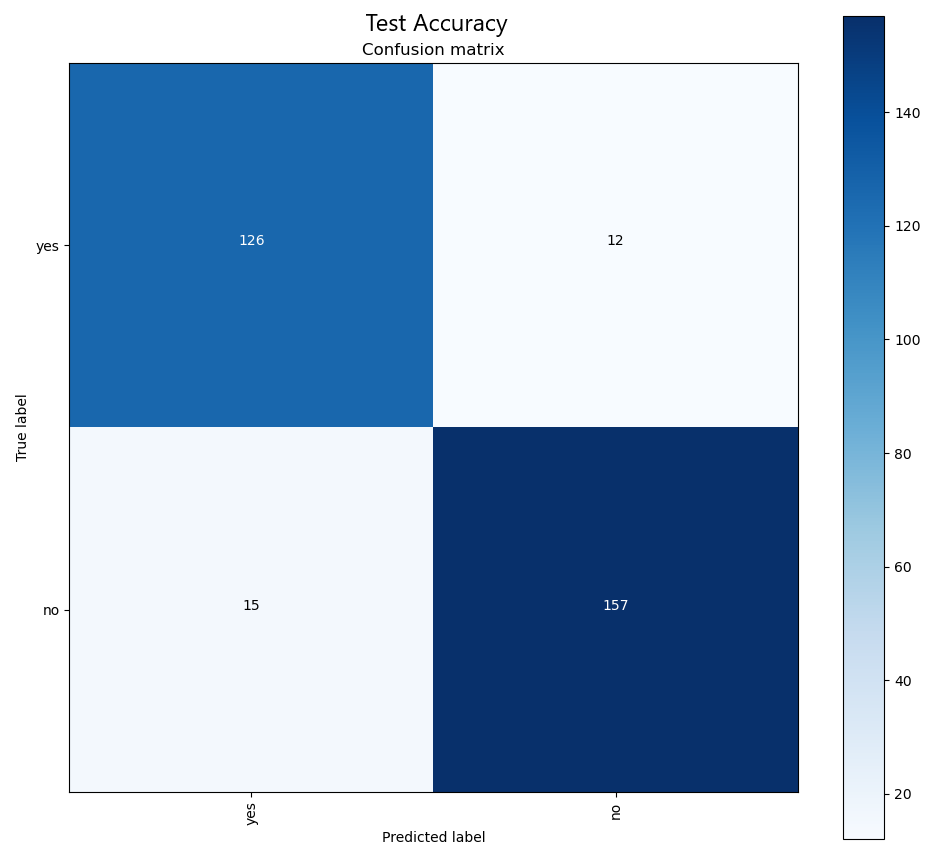 Test Accuracy
Confusion matrix
yes
126
12
no
15
157
True label
yes
no
Predicted label
140
120
100
80
60
40
20